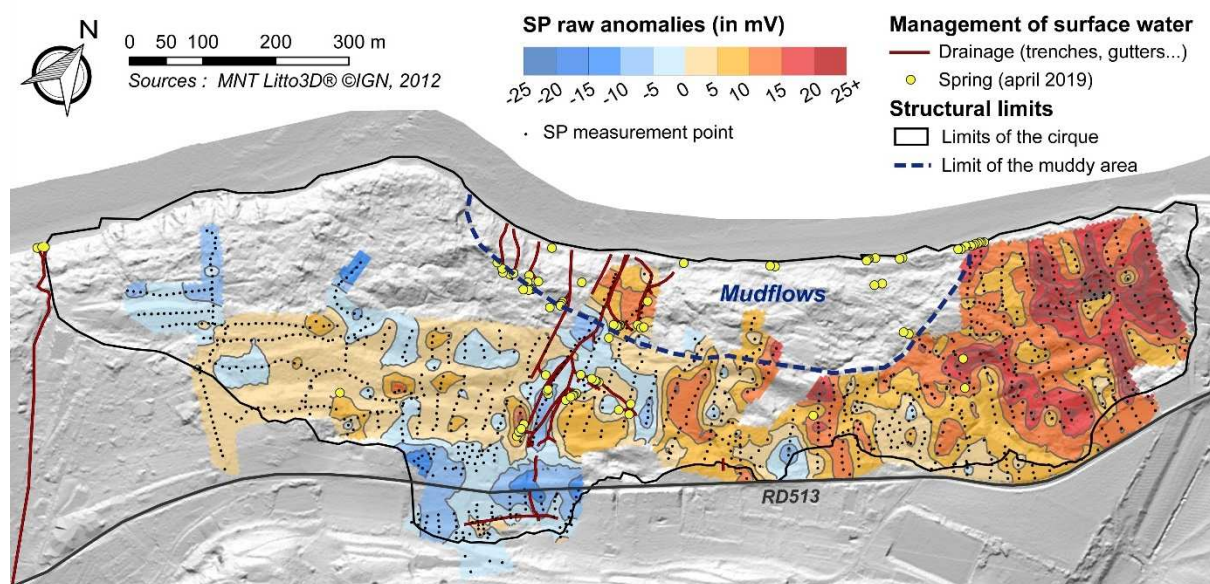 N
0 50 100 200 300 m
Sources : MNT Litto3D® ©IGN, 2012
SP raw anomalies (in mV)
-25 -20 -15 -10 -5 0 5 10 15 20 25+
SP measurement point
Management of surface water
Drainage (trenches, gutters...)
Spring (april 2019)
Structural limits
Limits of the cirque
Limit of the muddy area
Mudflows
RD513